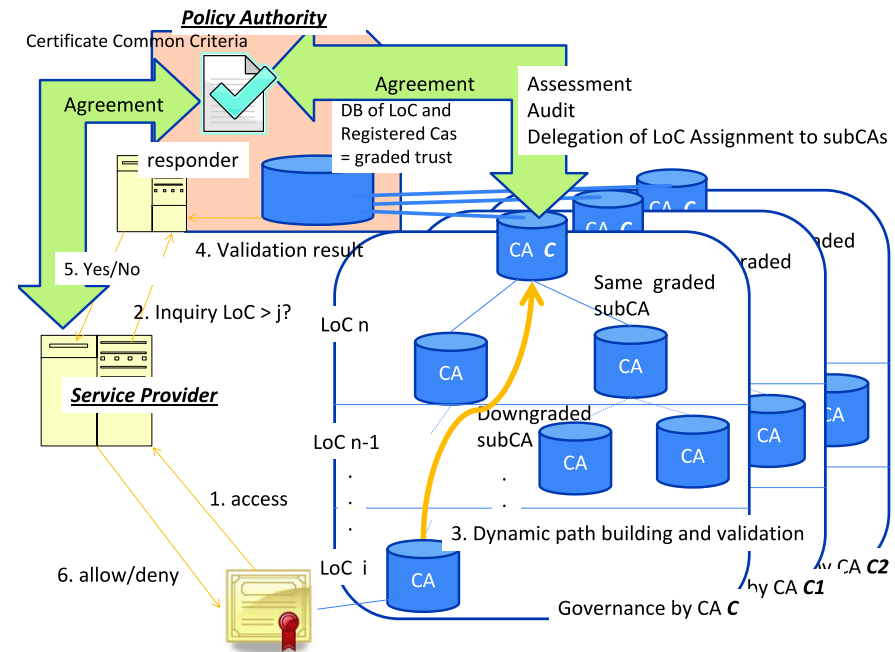 Policy Authority
Certificate Common Criteria
Agreement
Agreement
Assessment
Audit
Delegation of LoC Assignment to subCAs
DB of LoC and
Registered Cas
= graded trust
responder
4. Validation result
5. Yes/No
2. Inquiry LoC > j?
Service Provider
1. access
6. allow/deny
CA C
CA C
CA C
Same graded
subCA
graded
graded
LoC n
CA
CA
Downgraded
subCA
LoC n-1
CA
CA
CA
CA
.
.
.
.
.
3. Dynamic path building and validation
LoC i
CA
Governance by CA C
by CA C1
by CA C2